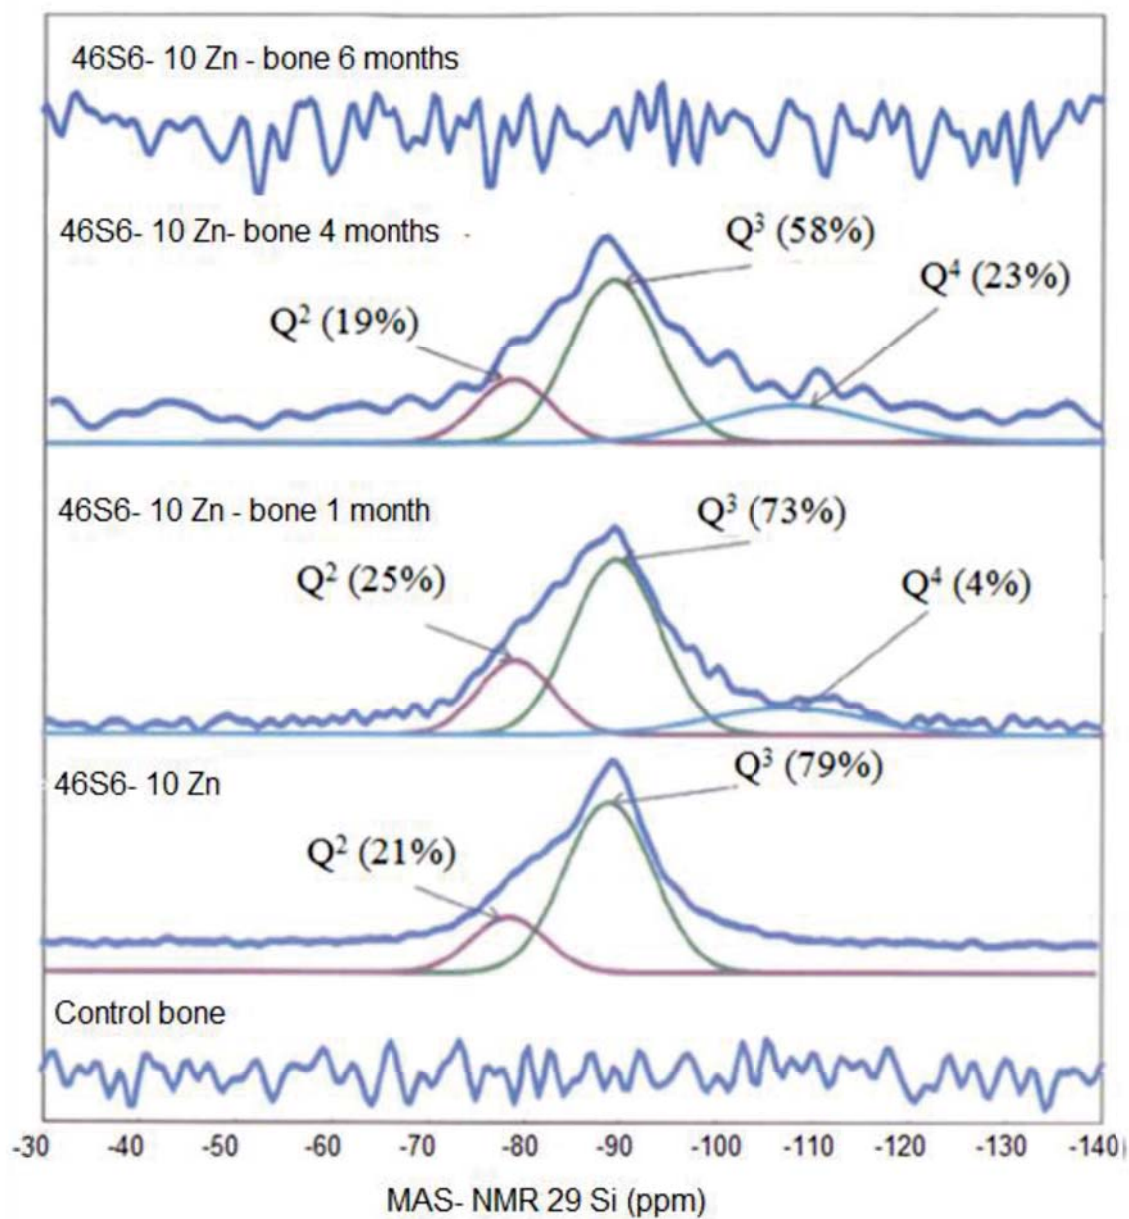 46S6- 10 Zn - bone 6 months
46S6- 10 Zn- bone 4 months
Q³ (58%)
Q⁴ (23%)
Q² (19%)
46S6- 10 Zn - bone 1 month
Q³ (73%)
Q² (25%)
Q⁴ (4%)
46S6- 10 Zn
Q³ (79%)
Q² (21%)
Control bone
-30 -40 -50 -60 -70 -80 -90 -100 -110 -120 -130 -140
MAS- NMR 29 Si (ppm)